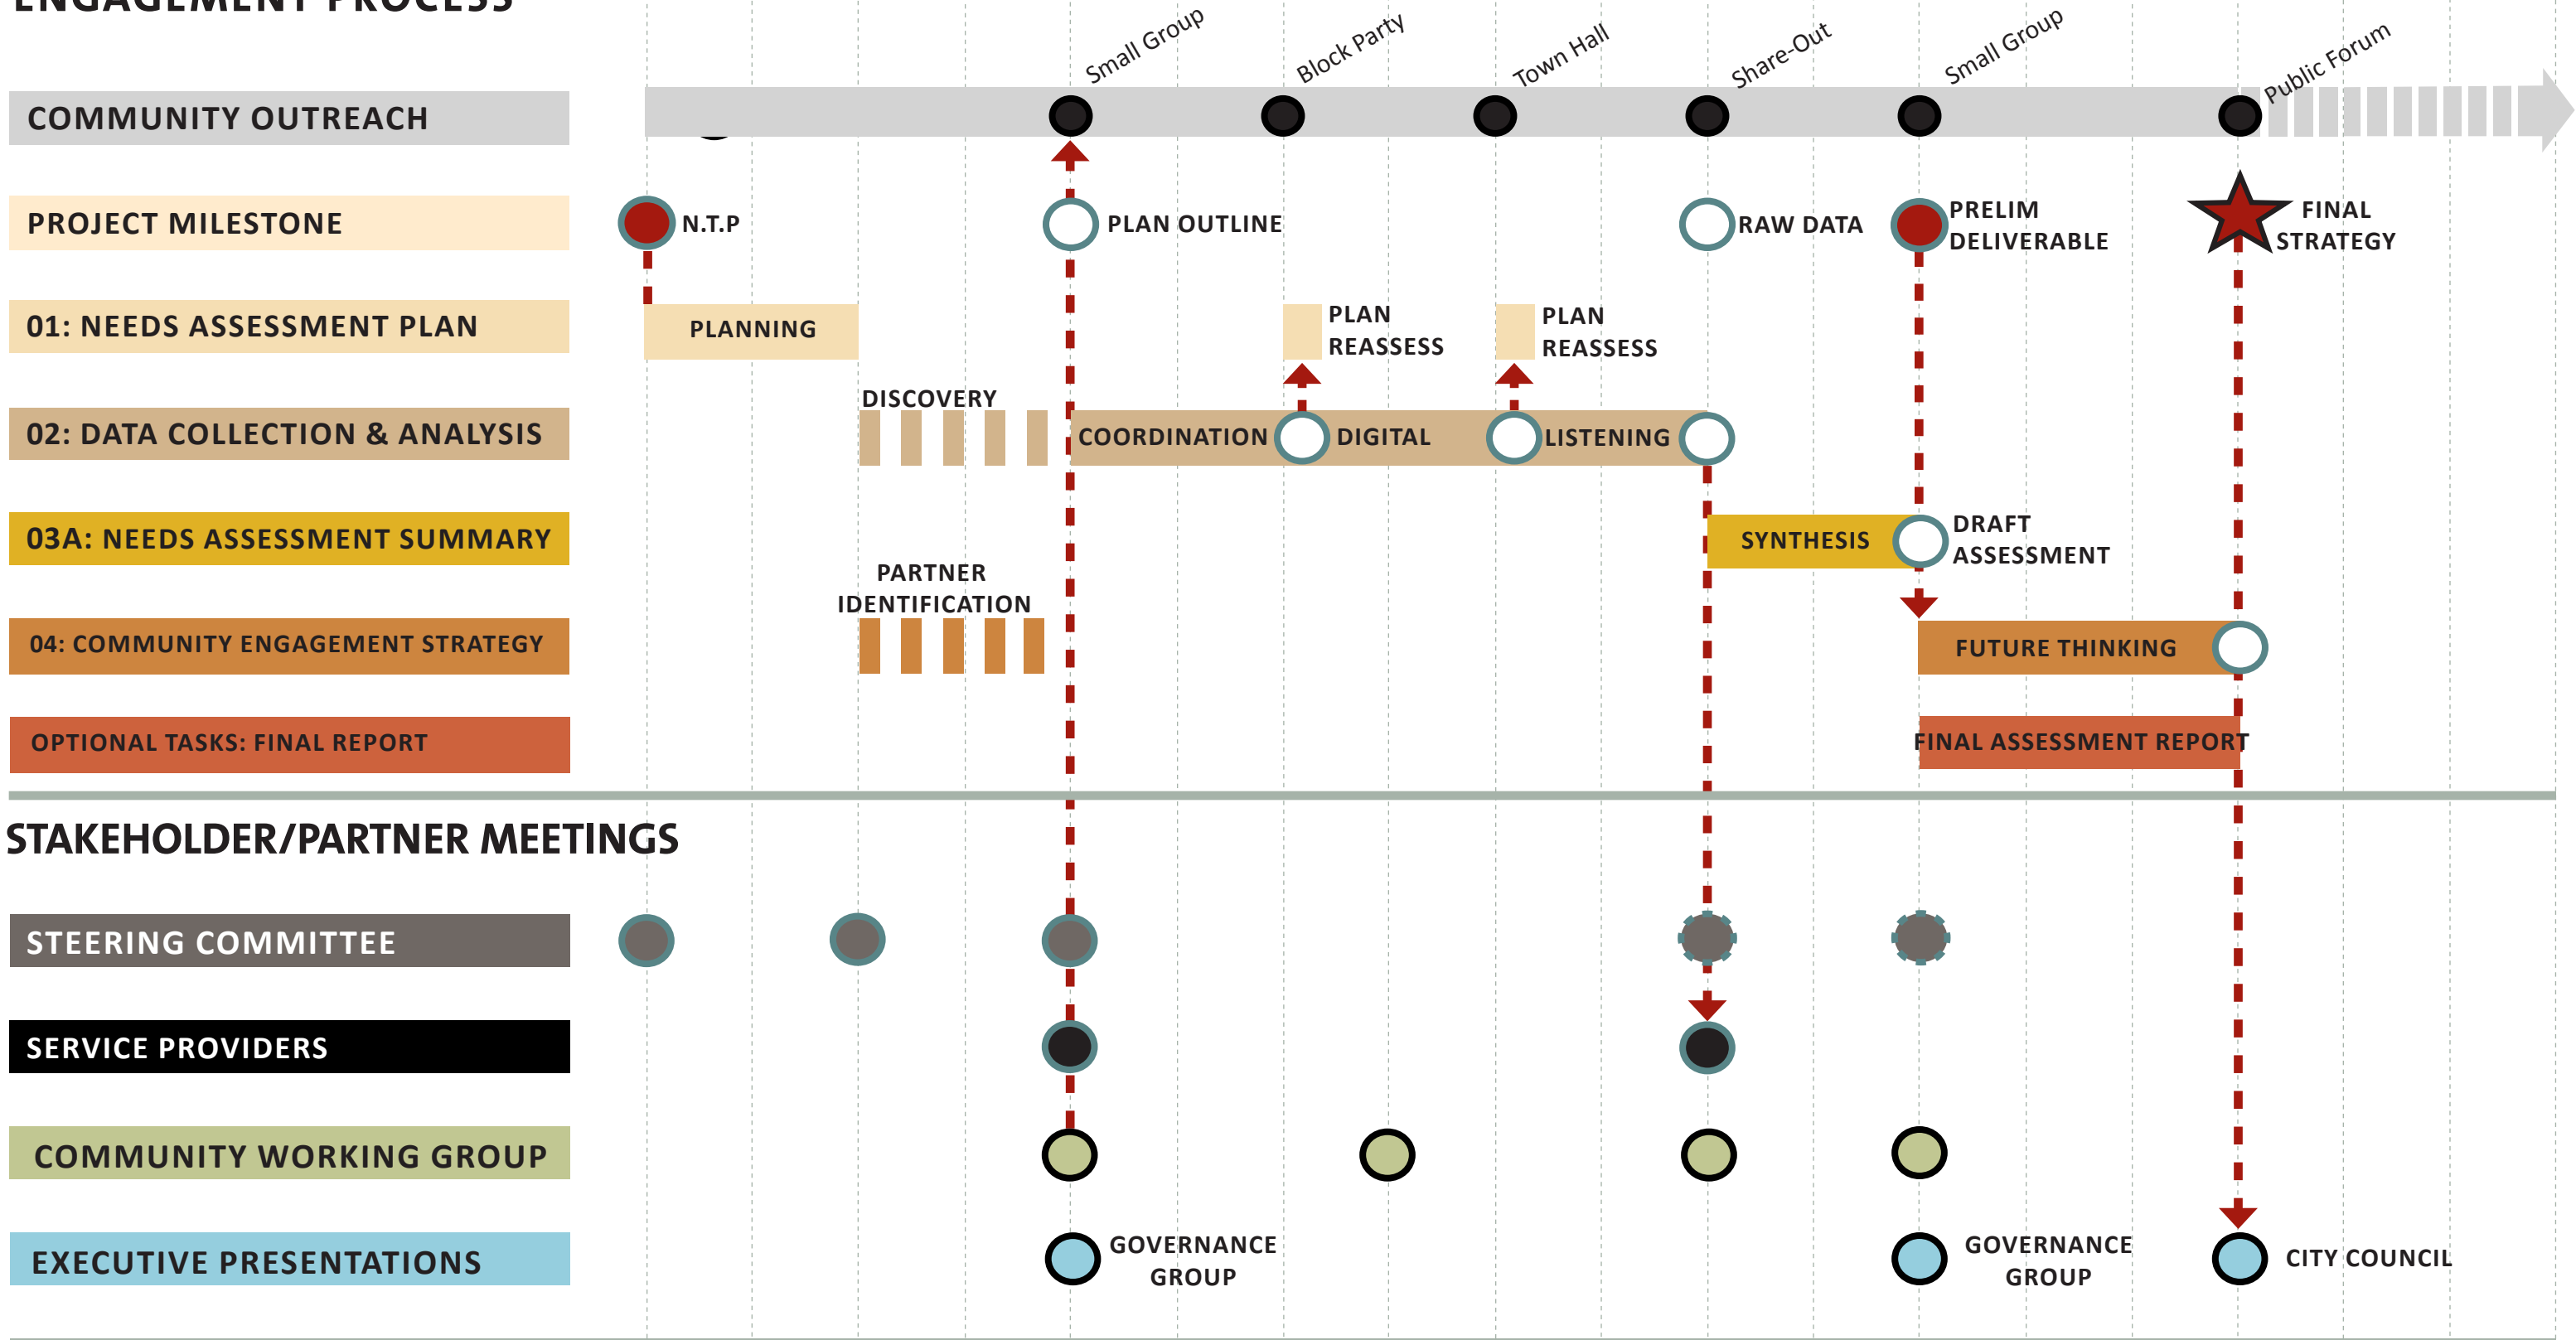 ENGAGEMENT PROCESS
Small Group
Block Party
Town Hall
Share-Out
Small Group
Public Forum
COMMUNITY OUTREACH
PROJECT MILESTONE
N.T.P
PLAN OUTLINE
RAW DATA
PRELIM
DELIVERABLE
FINAL
STRATEGY
01: NEEDS ASSESSMENT PLAN
PLANNING
PLAN
REASSESS
PLAN
REASSESS
DISCOVERY
02: DATA COLLECTION & ANALYSIS
COORDINATION
DIGITAL
LISTENING
03A: NEEDS ASSESSMENT SUMMARY
SYNTHESIS
DRAFT
ASSESSMENT
PARTNER
IDENTIFICATION
04: COMMUNITY ENGAGEMENT STRATEGY
FUTURE THINKING
OPTIONAL TASKS: FINAL REPORT
FINAL ASSESSMENT REPORT
STAKEHOLDER/PARTNER MEETINGS
STEERING COMMITTEE
SERVICE PROVIDERS
COMMUNITY WORKING GROUP
EXECUTIVE PRESENTATIONS
GOVERNANCE
GROUP
GOVERNANCE
GROUP
CITY COUNCIL